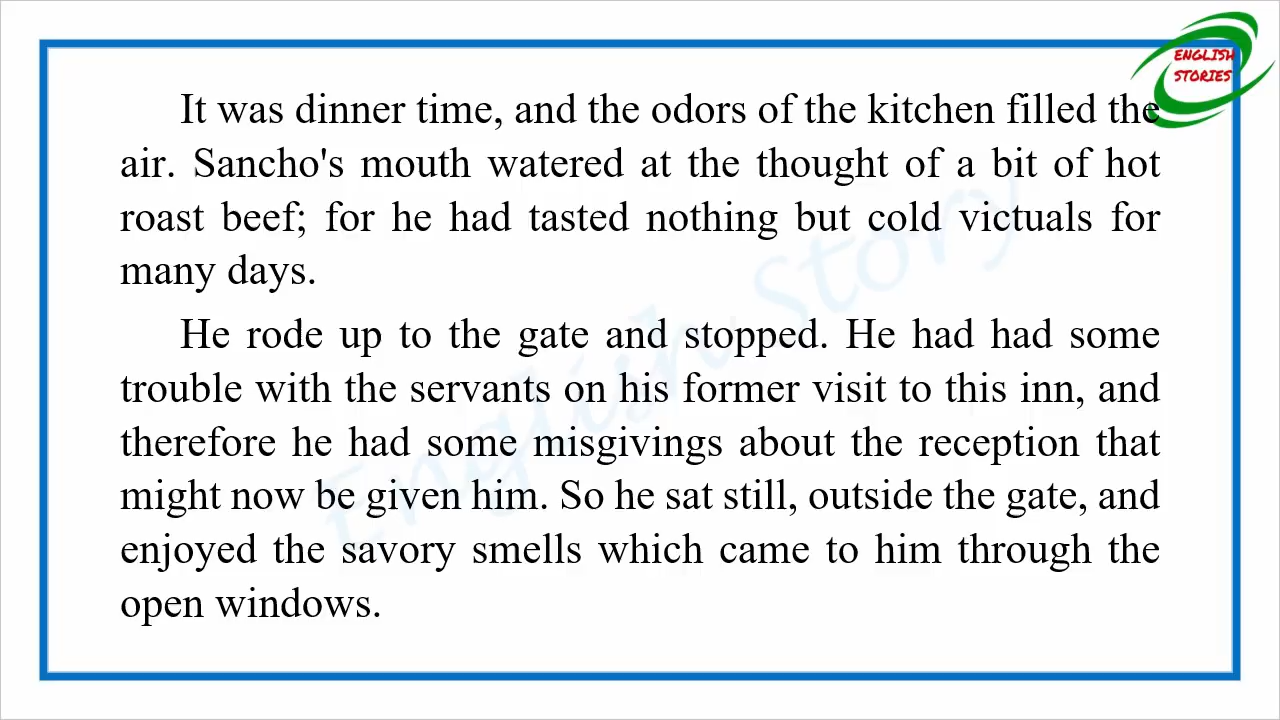 ENGLISH
STORIES
It was dinner time, and the odors of the kitchen filled the
air. Sancho's mouth watered at the thought of a bit of hot
roast beef; for he had tasted nothing but cold victuals for
many days.
He rode up to the gate and stopped. He had had some
trouble with the servants on his former visit to this inn, and
therefore he had some misgivings about the reception that
might now be given him. So he sat still, outside the gate, and
enjoyed the savory smells which came to him through the
open windows.
English Story